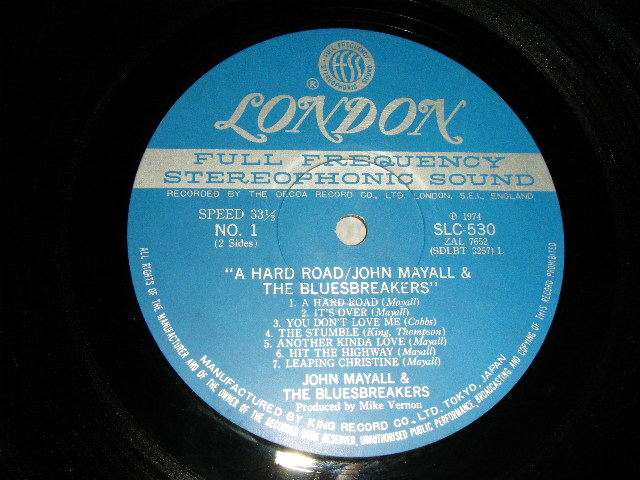 FULL FREQUENCY
STEREOPHONIC SOUND
ffss
®
LONDON
FULL FREQUENCY
STEREOPHONIC SOUND
RECORDED BY THE DECCA RECORD CO., LTD. LONDON, S.E.I., ENGLAND.
SPEED 33⅓
NO. 1
(2 Sides)
℗ 1974
SLC-530
ZAL 7652
(SDLBT 3257) L
"A HARD ROAD/JOHN MAYALL &
THE BLUESBREAKERS"
1. A HARD ROAD (Mayall)
2. IT'S OVER (Mayall)
3. YOU DON'T LOVE ME (Cobbs)
4. THE STUMBLE (King, Thompson)
5. ANOTHER KINDA LOVE (Mayall)
6. HIT THE HIGHWAY (Mayall)
7. LEAPING CHRISTINE (Mayall)
JOHN MAYALL &
THE BLUESBREAKERS
Produced by Mike Vernon
MANUFACTURED BY KING RECORD CO., LTD. TOKYO, JAPAN
ALL RIGHTS OF THE MANUFACTURER AND OF THE OWNER OF THE RECORDED WORK RESERVED, UNAUTHORISED PUBLIC PERFORMANCE, BROADCASTING AND COPYING OF THIS RECORD PROHIBITED